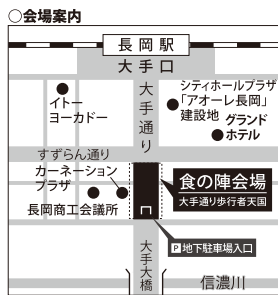 ○会場案内
長岡駅
大手口
大手通り
イトー
ヨーカドー
シティホールプラザ
「アオーレ長岡」
建設地
グランド
ホテル
すずらん通り
カーネーション
プラザ
長岡商工会議所
食の陣会場
大手通り歩行者天国
P 地下駐車場入口
大手大橋
信濃川